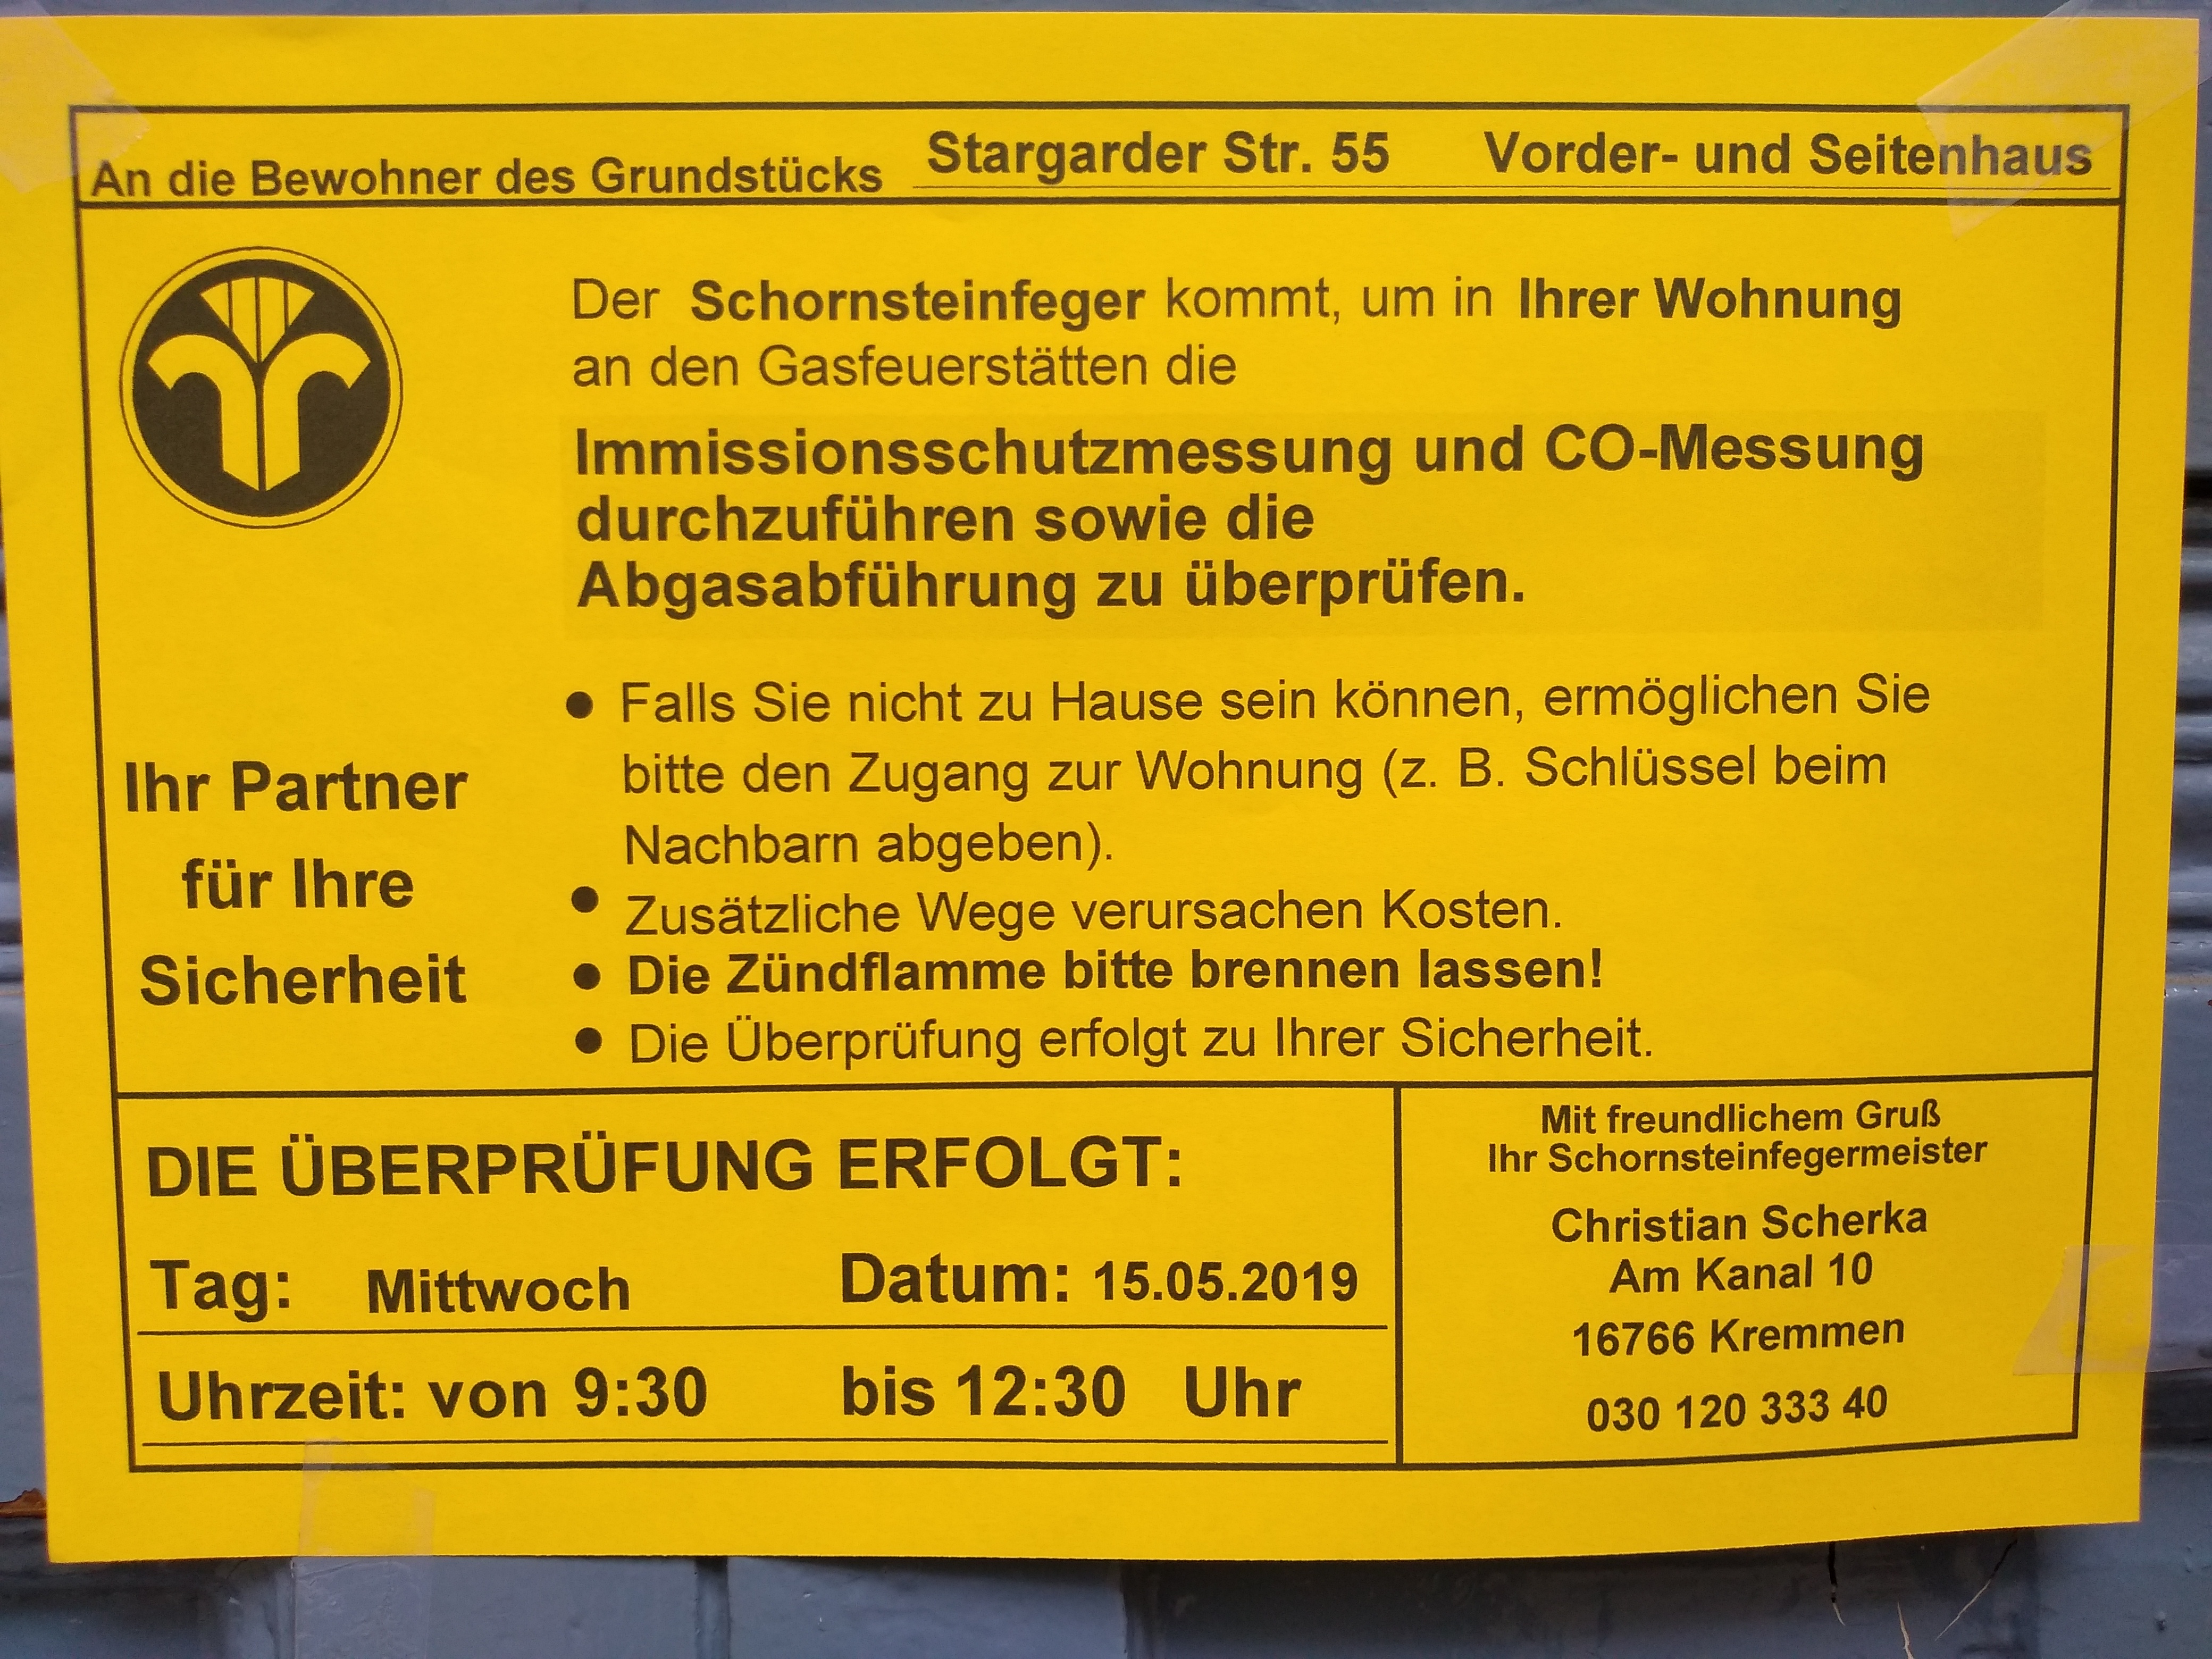 An die Bewohner des Grundstücks Stargarder Str. 55 Vorder- und Seitenhaus
Der Schornsteinfeger kommt, um in Ihrer Wohnung
an den Gasfeuerstätten die
Immissionsschutzmessung und CO-Messung
durchzuführen sowie die
Abgasabführung zu überprüfen.
Ihr Partner
für Ihre
Sicherheit
● Falls Sie nicht zu Hause sein können, ermöglichen Sie
bitte den Zugang zur Wohnung (z. B. Schlüssel beim
Nachbarn abgeben).
● Zusätzliche Wege verursachen Kosten.
● Die Zündflamme bitte brennen lassen!
● Die Überprüfung erfolgt zu Ihrer Sicherheit.
DIE ÜBERPRÜFUNG ERFOLGT:
Tag: Mittwoch Datum: 15.05.2019
Uhrzeit: von 9:30 bis 12:30 Uhr
Mit freundlichem Gruß
Ihr Schornsteinfegermeister
Christian Scherka
Am Kanal 10
16766 Kremmen
030 120 333 40